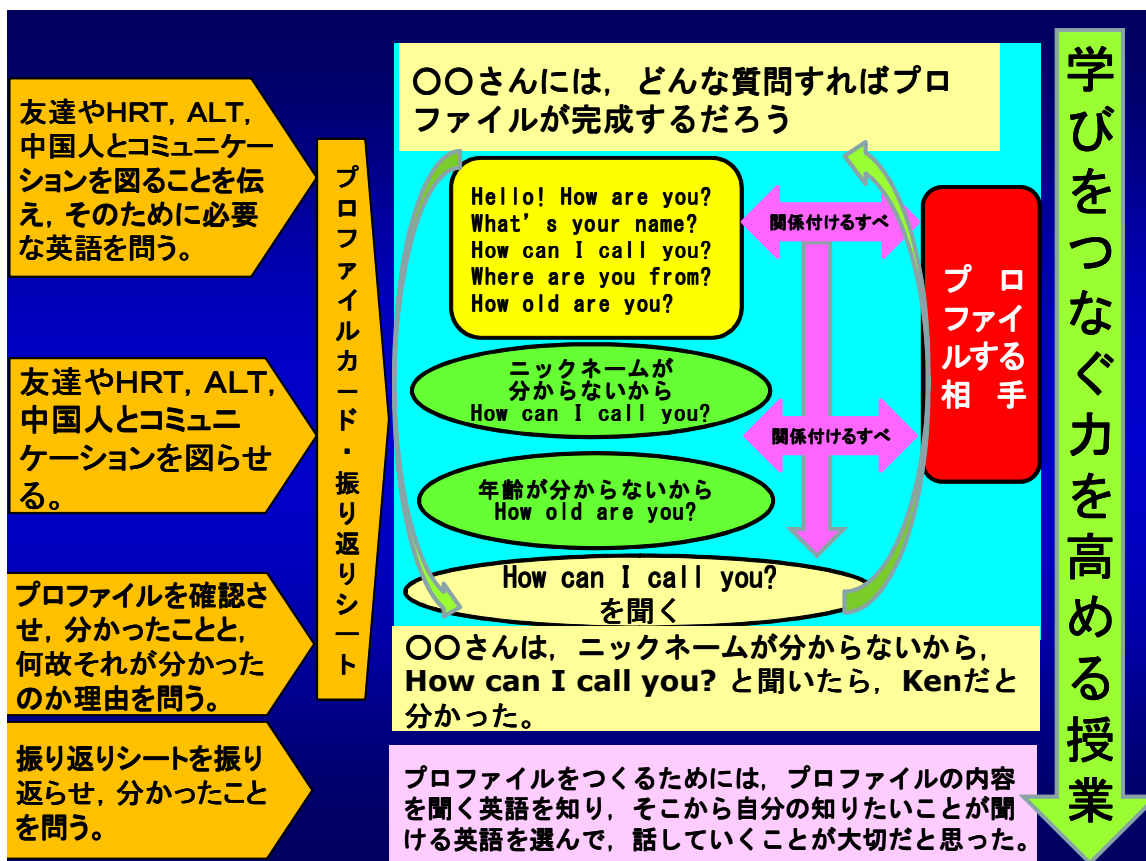 友達やHRT，ALT，
中国人とコミュニケー
ションを図ることを伝
え，そのために必要
な英語を問う。
友達やHRT，ALT，
中国人とコミュニ
ケーションを図らせ
る。
プロファイルを確認さ
せ，分かったことと，
何故それが分かった
のか理由を問う。
振り返りシートを振り
返らせ，分かったこと
を問う。
プロファイルカード・振り返りシート
〇〇さんには，どんな質問すればプロ
ファイルが完成するだろう
Hello! How are you?
What’s your name?
How can I call you?
Where are you from?
How old are you?
関係付けるすべ
ニックネームが
分からないから
How can I call you?
関係付けるすべ
年齢が分からないから
How old are you?
How can I call you?
を聞く
プ　ロ
ファイ
ルする
相　手
〇〇さんは，ニックネームが分からないから，
How can I call you? と聞いたら，Kenだと
分かった。
プロファイルをつくるためには，プロファイルの内容
を聞く英語を知り，そこから自分の知りたいことが聞
ける英語を選んで，話していくことが大切だと思った。
学びをつなぐ力を高める授業